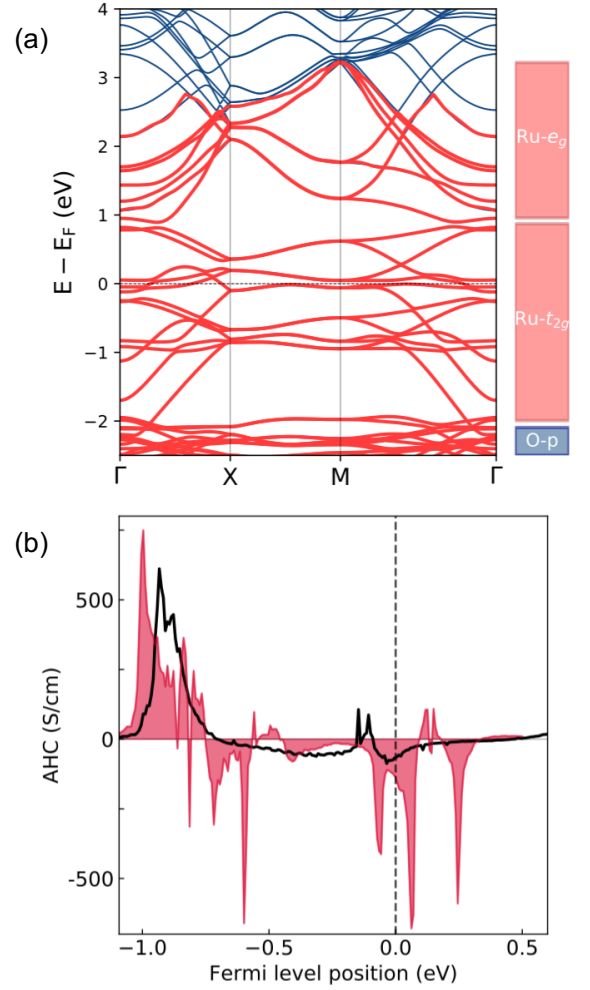 (a)
E − E_F (eV)
4
3
2
1
0
−1
−2
Γ X M Γ
Ru-e_g
Ru-t_2g
O-p
(b)
AHC (S/cm)
500
0
-500
−1.0 −0.5 0.0 0.5
Fermi level position (eV)